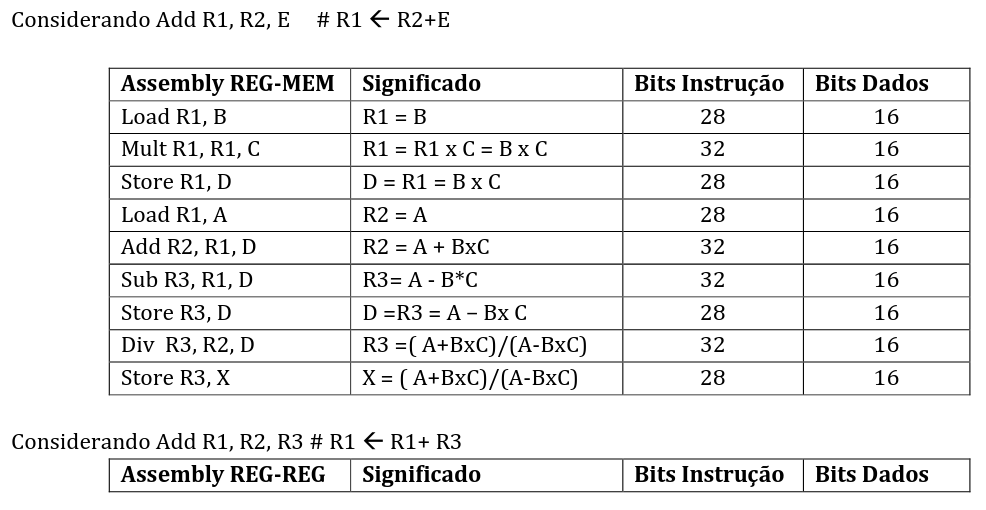 Considerando Add R1, R2, E # R1 ← R2+E
Assembly REG-MEM Significado Bits Instrução Bits Dados
Load R1, B R1 = B 28 16
Mult R1, R1, C R1 = R1 x C = B x C 32 16
Store R1, D D = R1 = B x C 28 16
Load R1, A R2 = A 28 16
Add R2, R1, D R2 = A + BxC 32 16
Sub R3, R1, D R3= A - B*C 32 16
Store R3, D D =R3 = A – Bx C 28 16
Div R3, R2, D R3 =( A+BxC)/(A-BxC) 32 16
Store R3, X X = ( A+BxC)/(A-BxC) 28 16
Considerando Add R1, R2, R3 # R1 ← R1+ R3
Assembly REG-REG Significado Bits Instrução Bits Dados